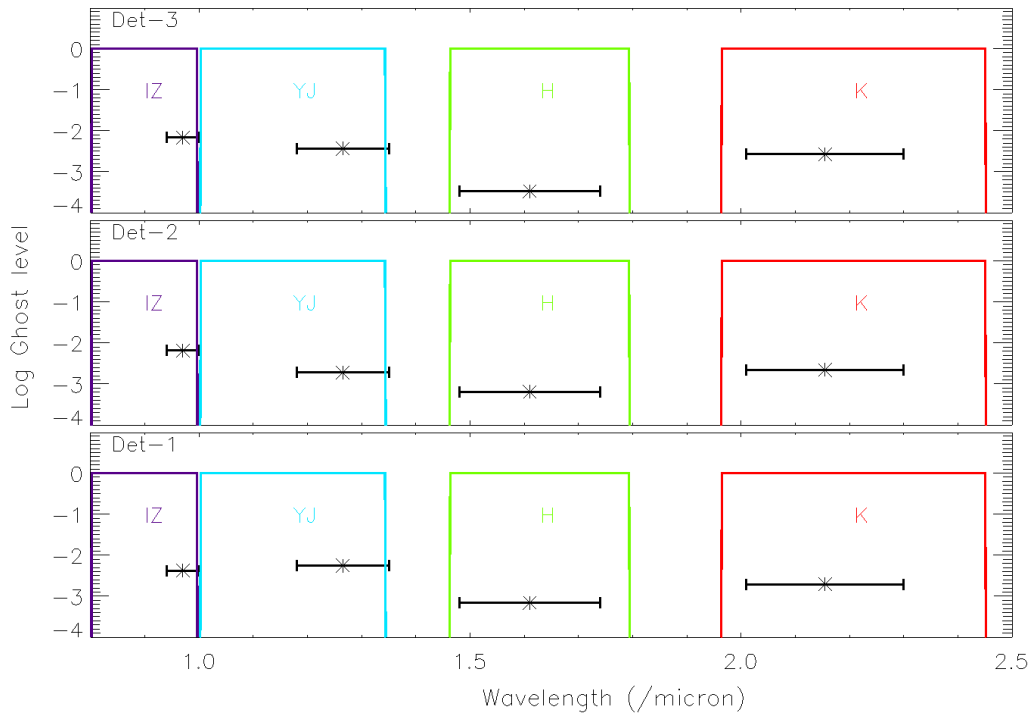 Det-3
0
IZ
YJ
H
K
-1
-2
-3
-4
Det-2
0
IZ
YJ
H
K
-1
-2
-3
-4
Det-1
0
IZ
YJ
H
K
-1
-2
-3
-4
Log Ghost level
1.0
1.5
2.0
2.5
Wavelength (/micron)